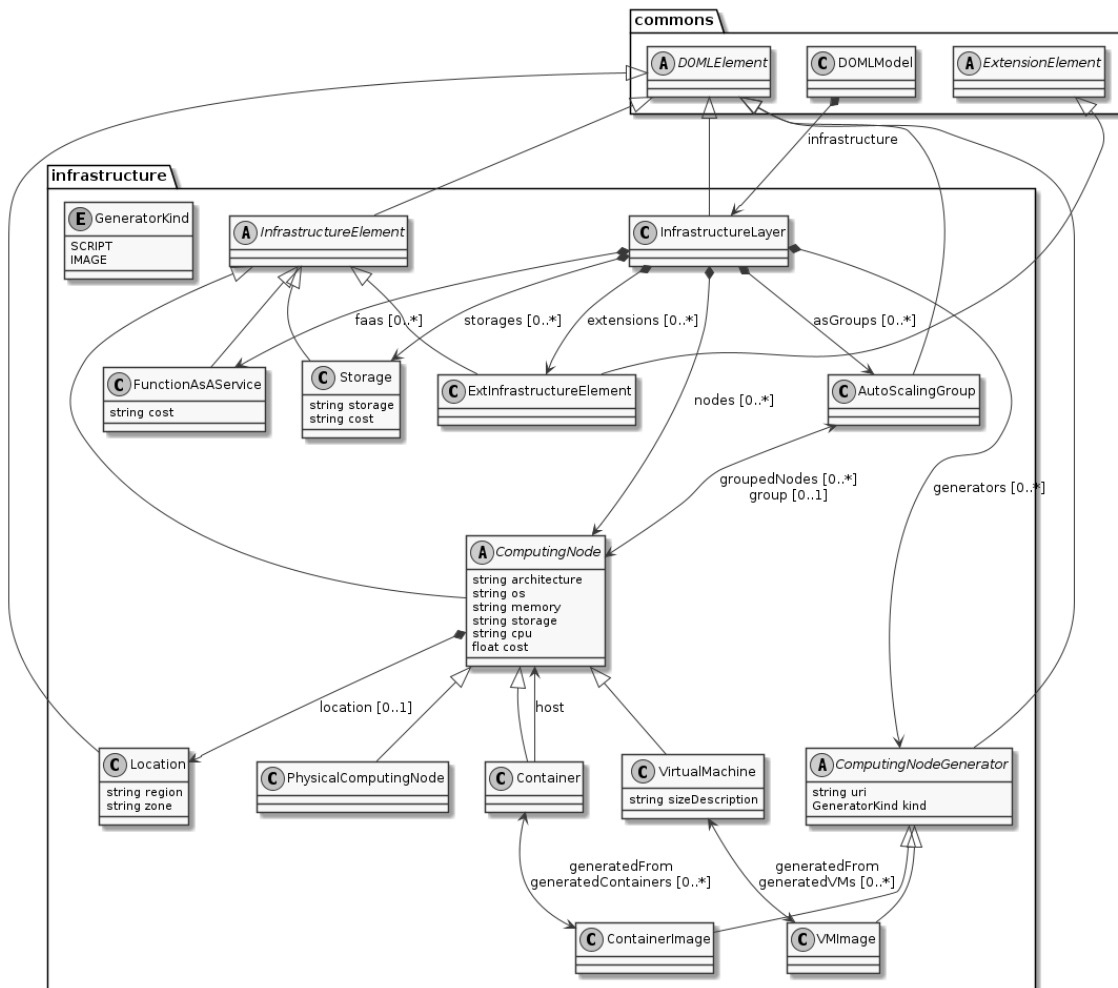 commons
A DOMLElement
C DOMLModel
A ExtensionElement
infrastructure
infrastructure
E GeneratorKind
SCRIPT
IMAGE
A InfrastructureElement
C InfrastructureLayer
faas [0..*]
storages [0..*]
extensions [0..*]
asGroups [0..*]
C FunctionAsAService
string cost
C Storage
string storage
string cost
C ExtInfrastructureElement
C AutoScalingGroup
nodes [0..*]
groupedNodes [0..*]
group [0..1]
generators [0..*]
A ComputingNode
string architecture
string os
string memory
string storage
string cpu
float cost
location [0..1]
host
C Location
string region
string zone
C PhysicalComputingNode
C Container
C VirtualMachine
string sizeDescription
A ComputingNodeGenerator
string uri
GeneratorKind kind
generatedFrom
generatedContainers [0..*]
generatedFrom
generatedVMs [0..*]
C ContainerImage
C VMImage